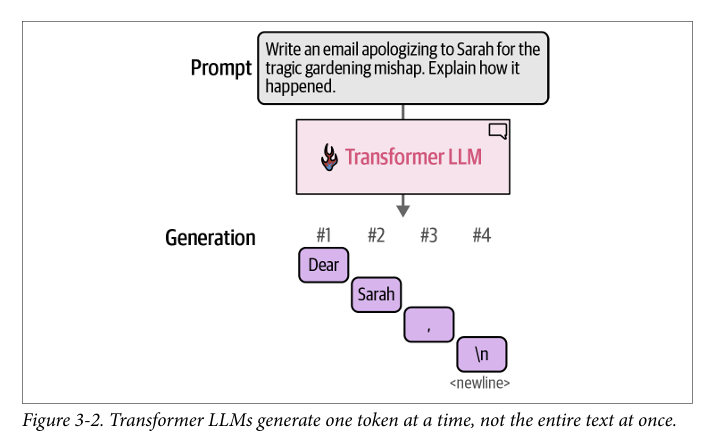 Prompt
Write an email apologizing to Sarah for the
tragic gardening mishap. Explain how it
happened.
Transformer LLM
Generation
#1 #2 #3 #4
Dear
Sarah
,
\n
<newline>
Figure 3-2. Transformer LLMs generate one token at a time, not the entire text at once.